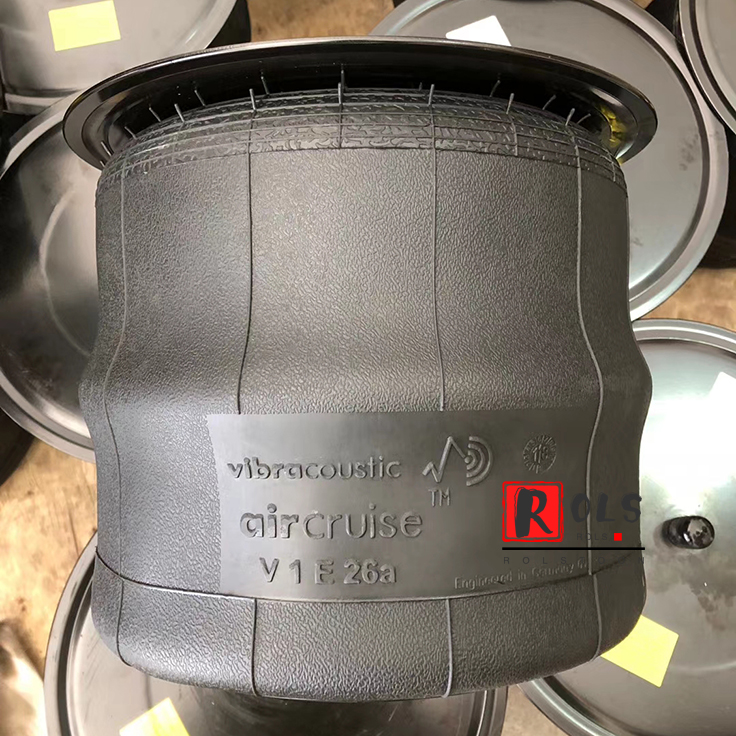 vibracoustic
TM
aircruise
V 1 E 26a
Engineered in Germany
ROLS